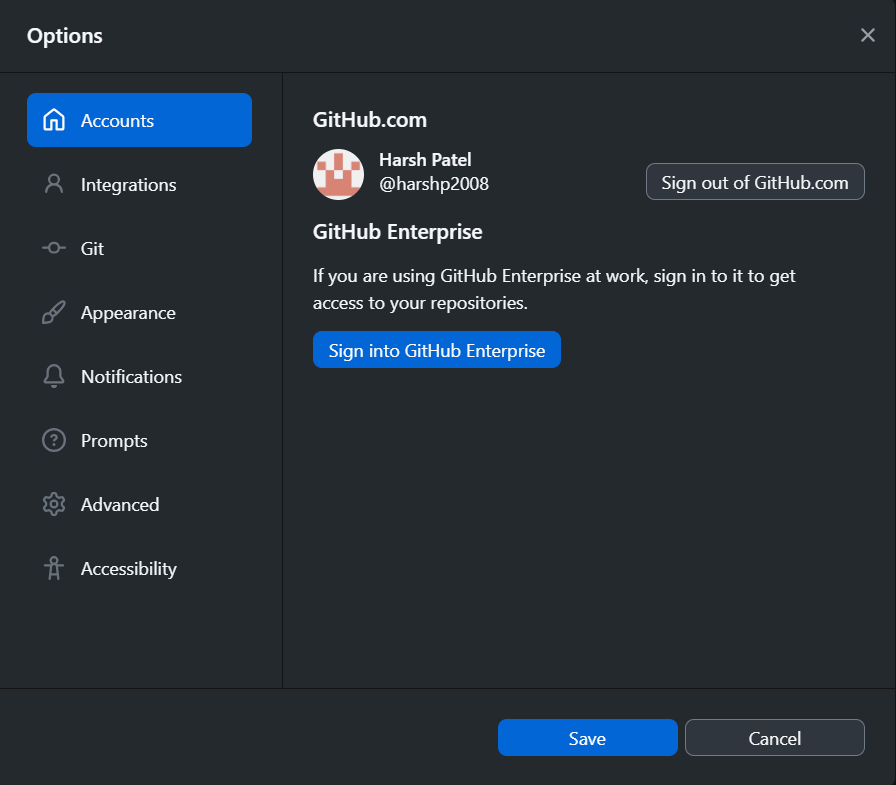 Options
Accounts
Integrations
Git
Appearance
Notifications
Prompts
Advanced
Accessibility
GitHub.com
Harsh Patel
@harshp2008
Sign out of GitHub.com
GitHub Enterprise
If you are using GitHub Enterprise at work, sign in to it to get
access to your repositories.
Sign into GitHub Enterprise
Save
Cancel